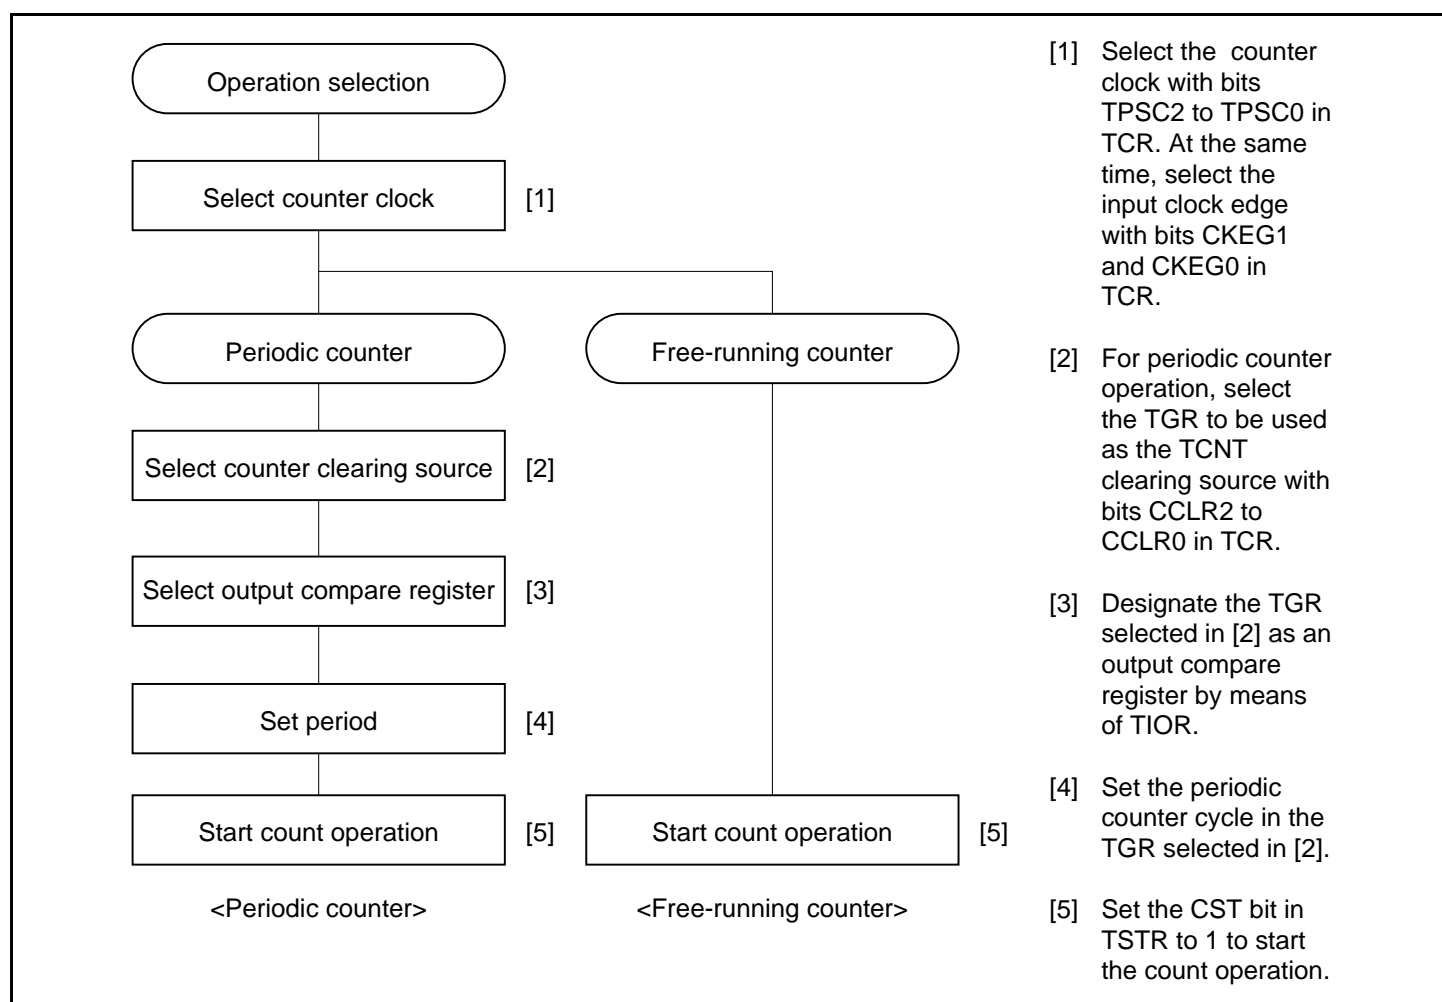 Operation selection
Select counter clock [1]
Periodic counter
Free-running counter
Select counter clearing source [2]
Select output compare register [3]
Set period [4]
Start count operation [5]
Start count operation [5]
<Periodic counter>
<Free-running counter>
[1] Select the counter
clock with bits
TPSC2 to TPSC0 in
TCR. At the same
time, select the
input clock edge
with bits CKEG1
and CKEG0 in
TCR.
[2] For periodic counter
operation, select
the TGR to be used
as the TCNT
clearing source with
bits CCLR2 to
CCLR0 in TCR.
[3] Designate the TGR
selected in [2] as an
output compare
register by means
of TIOR.
[4] Set the periodic
counter cycle in the
TGR selected in [2].
[5] Set the CST bit in
TSTR to 1 to start
the count operation.